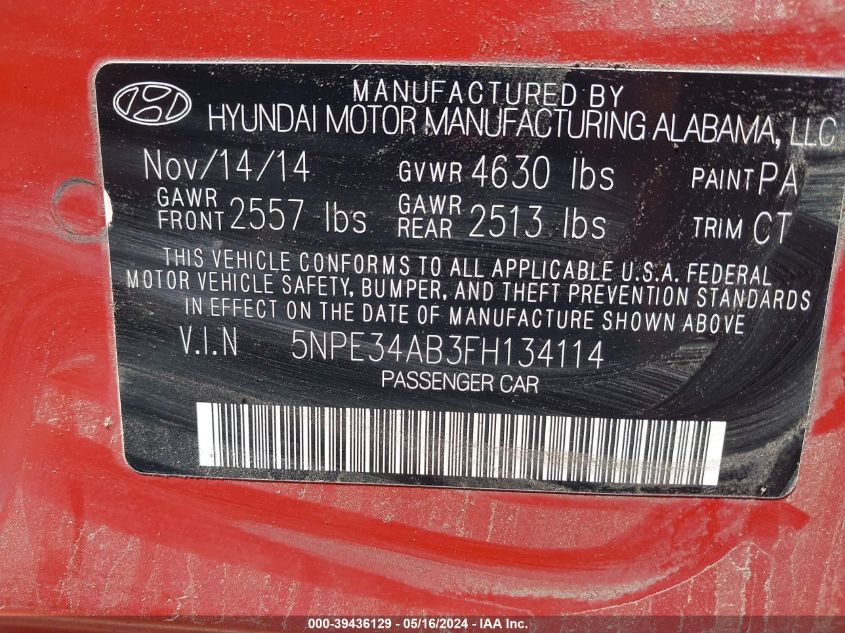 MANUFACTURED BY
HYUNDAI MOTOR MANUFACTURING ALABAMA, LLC
Nov/14/14 GVWR 4630 lbs PAINT PA
GAWR FRONT 2557 lbs GAWR REAR 2513 lbs TRIM CT
THIS VEHICLE CONFORMS TO ALL APPLICABLE U.S.A. FEDERAL
MOTOR VEHICLE SAFETY, BUMPER, AND THEFT PREVENTION STANDARDS
IN EFFECT ON THE DATE OF MANUFACTURE SHOWN ABOVE
V.I.N 5NPE34AB3FH134114
PASSENGER CAR
000-39436129 - 05/16/2024 - IAA Inc.